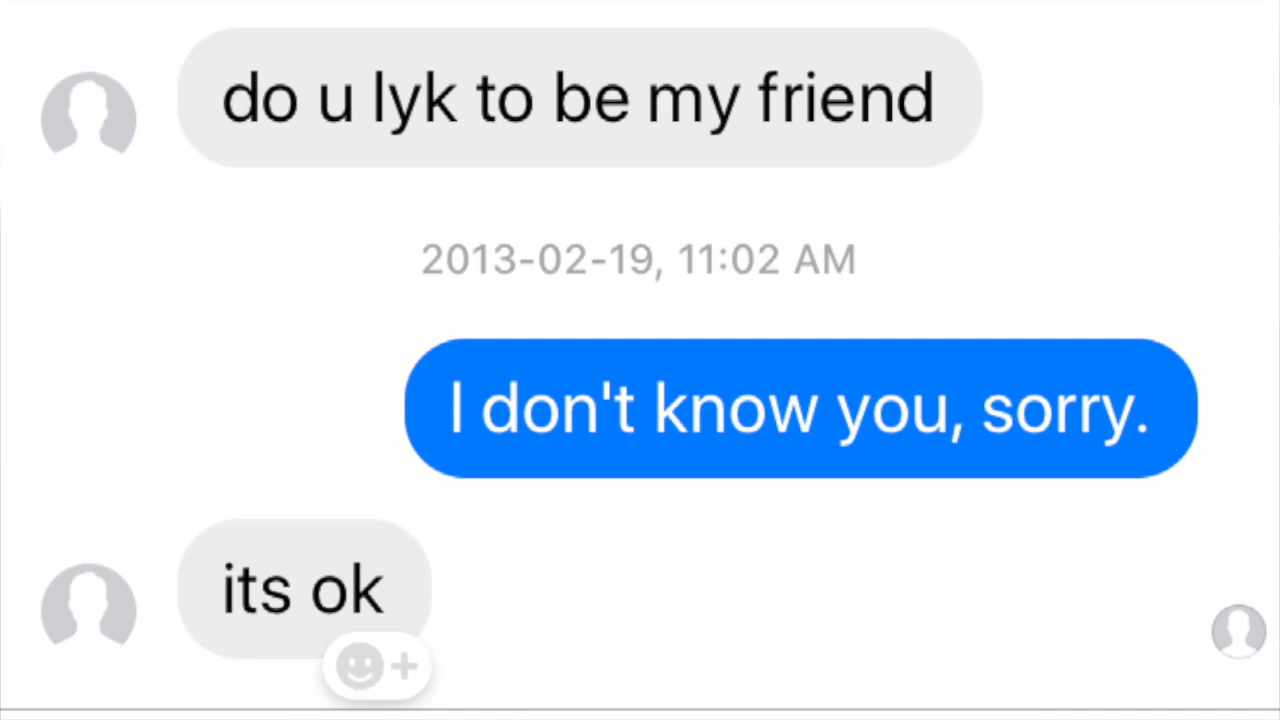 do u lyk to be my friend
2013-02-19, 11:02 AM
I don't know you, sorry.
its ok